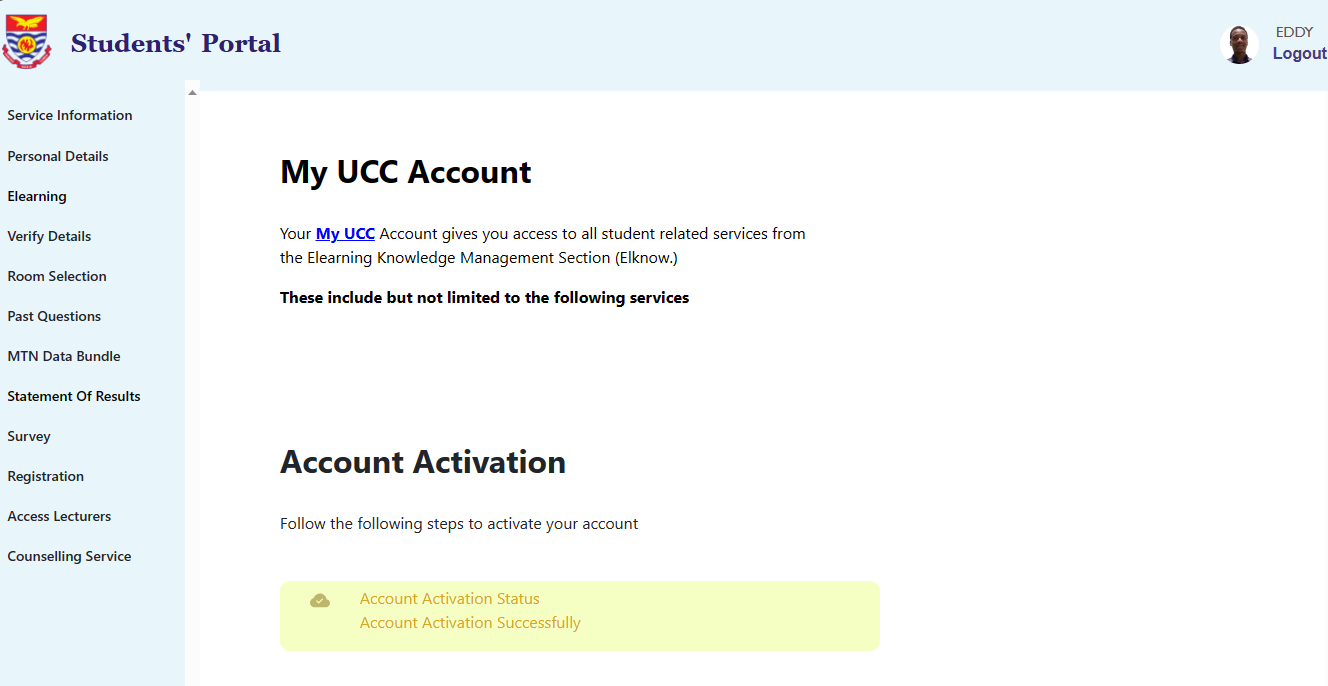 Students' Portal
EDDY
Logout
Service Information
Personal Details
Elearning
Verify Details
Room Selection
Past Questions
MTN Data Bundle
Statement Of Results
Survey
Registration
Access Lecturers
Counselling Service
My UCC Account
Your My UCC Account gives you access to all student related services from
the Elearning Knowledge Management Section (Elknow.)
These include but not limited to the following services
Account Activation
Follow the following steps to activate your account
Account Activation Status
Account Activation Successfully